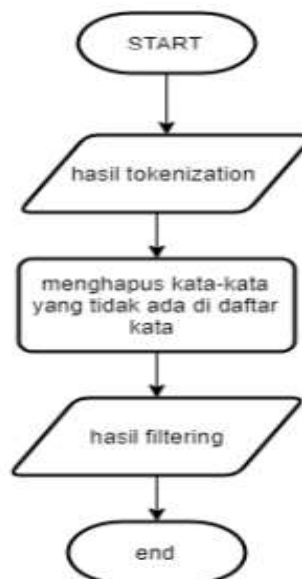 START
hasil tokenization
menghapus kata-kata
yang tidak ada di daftar
kata
hasil filtering
end